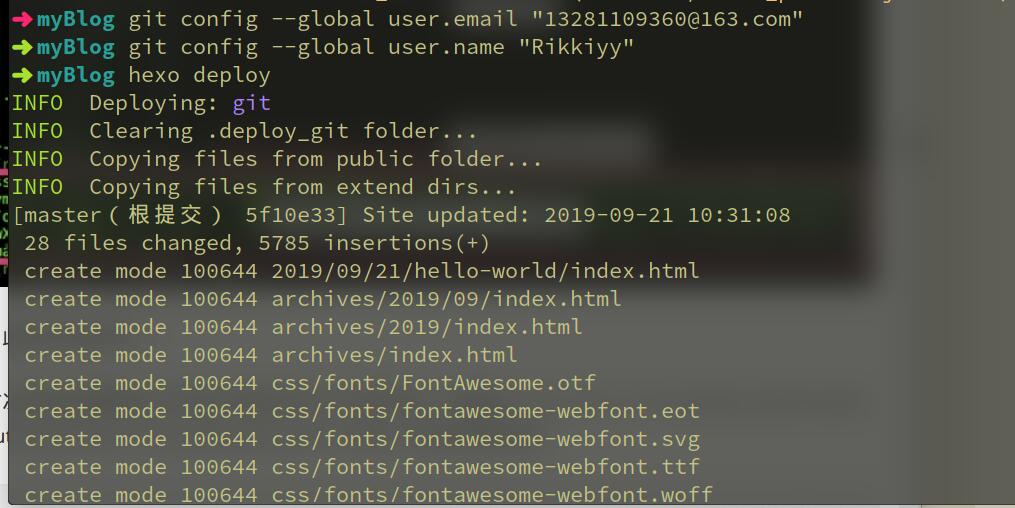 ➜ myBlog git config --global user.email "13281109360@163.com"
➜ myBlog git config --global user.name "Rikkiyy"
➜ myBlog hexo deploy
INFO  Deploying: git
INFO  Clearing .deploy_git folder...
INFO  Copying files from public folder...
INFO  Copying files from extend dirs...
[master（根提交） 5f10e33] Site updated: 2019-09-21 10:31:08
 28 files changed, 5785 insertions(+)
 create mode 100644 2019/09/21/hello-world/index.html
 create mode 100644 archives/2019/09/index.html
 create mode 100644 archives/2019/index.html
 create mode 100644 archives/index.html
 create mode 100644 css/fonts/FontAwesome.otf
 create mode 100644 css/fonts/fontawesome-webfont.eot
 create mode 100644 css/fonts/fontawesome-webfont.svg
 create mode 100644 css/fonts/fontawesome-webfont.ttf
 create mode 100644 css/fonts/fontawesome-webfont.woff